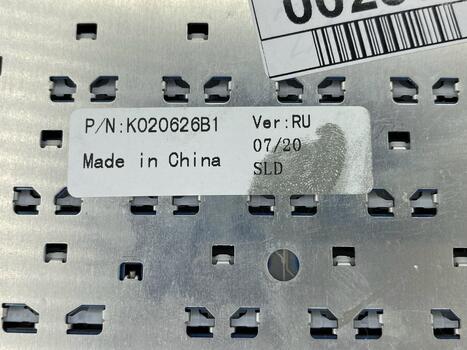 P/N:K020626B1 Ver:RU
Made in China 07/20
SLD